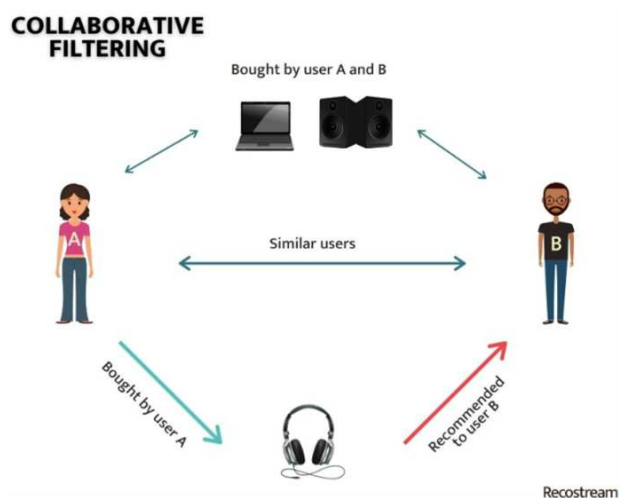 COLLABORATIVE
FILTERING
Bought by user A and B
A
B
Similar users
Bought by user A
Recommended
to user B
Recostream